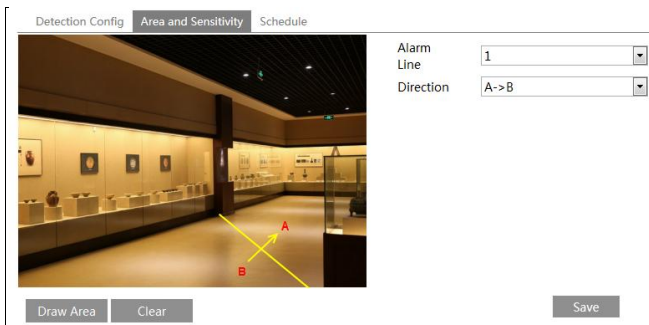 Detection Config Area and Sensitivity Schedule
Alarm Line 1
Direction A->B
A
B
Draw Area Clear Save